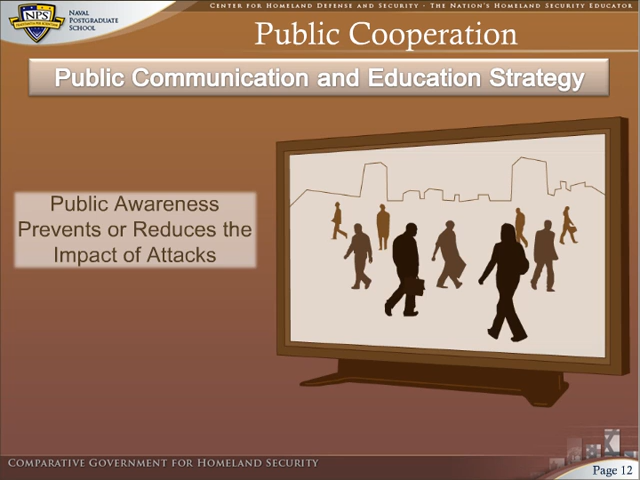 CENTER FOR HOMELAND DEFENSE AND SECURITY · THE NATION'S HOMELAND SECURITY EDUCATOR
NPS
NAVAL
POSTGRADUATE
SCHOOL
Public Cooperation
Public Communication and Education Strategy
Public Awareness
Prevents or Reduces the
Impact of Attacks
COMPARATIVE GOVERNMENT FOR HOMELAND SECURITY
Page 12